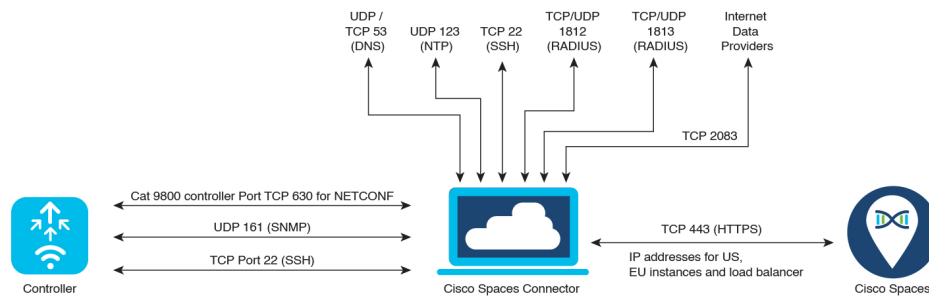 UDP /
TCP 53
(DNS)
UDP 123
(NTP)
TCP 22
(SSH)
TCP/UDP
1812
(RADIUS)
TCP/UDP
1813
(RADIUS)
Internet
Data
Providers
TCP 2083
Cat 9800 controller Port TCP 630 for NETCONF
UDP 161 (SNMP)
TCP Port 22 (SSH)
TCP 443 (HTTPS)
IP addresses for US,
EU instances and load balancer
Controller
Cisco Spaces Connector
Cisco Spaces